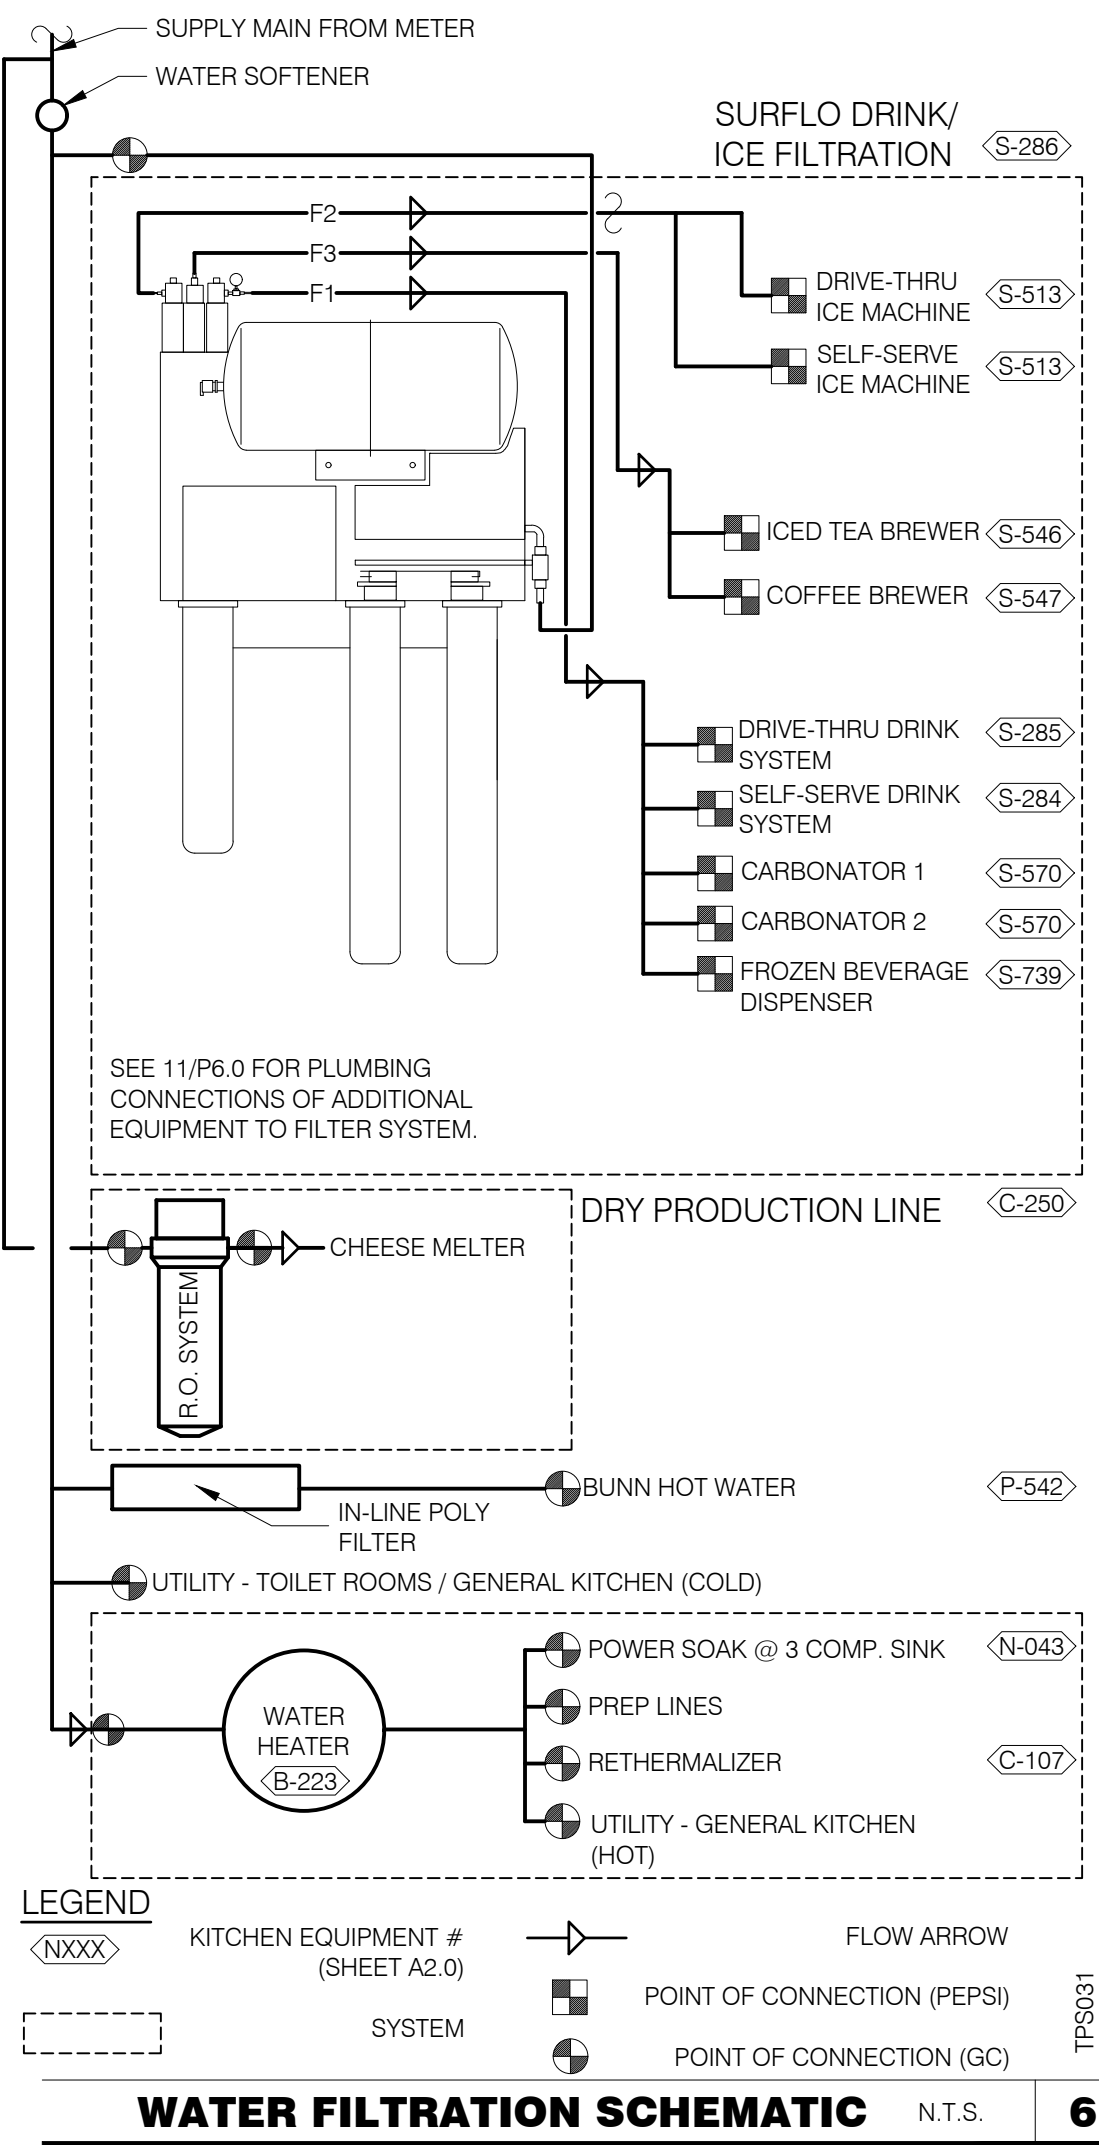 SUPPLY MAIN FROM METER
WATER SOFTENER
SURFLO DRINK/
ICE FILTRATION
S-286
F2
F3
F1
DRIVE-THRU
ICE MACHINE
S-513
SELF-SERVE
ICE MACHINE
S-513
ICED TEA BREWER
S-546
COFFEE BREWER
S-547
DRIVE-THRU DRINK
SYSTEM
S-285
SELF-SERVE DRINK
SYSTEM
S-284
CARBONATOR 1
S-570
CARBONATOR 2
S-570
FROZEN BEVERAGE
DISPENSER
S-739
SEE 11/P6.0 FOR PLUMBING
CONNECTIONS OF ADDITIONAL
EQUIPMENT TO FILTER SYSTEM.
DRY PRODUCTION LINE
C-250
CHEESE MELTER
R.O. SYSTEM
BUNN HOT WATER
P-542
IN-LINE POLY
FILTER
UTILITY - TOILET ROOMS / GENERAL KITCHEN (COLD)
WATER
HEATER
B-223
POWER SOAK @ 3 COMP. SINK
N-043
PREP LINES
RETHERMALIZER
C-107
UTILITY - GENERAL KITCHEN
(HOT)
LEGEND
NXXX
KITCHEN EQUIPMENT #
(SHEET A2.0)
SYSTEM
FLOW ARROW
POINT OF CONNECTION (PEPSI)
POINT OF CONNECTION (GC)
TPS031
WATER FILTRATION SCHEMATIC
N.T.S.
6